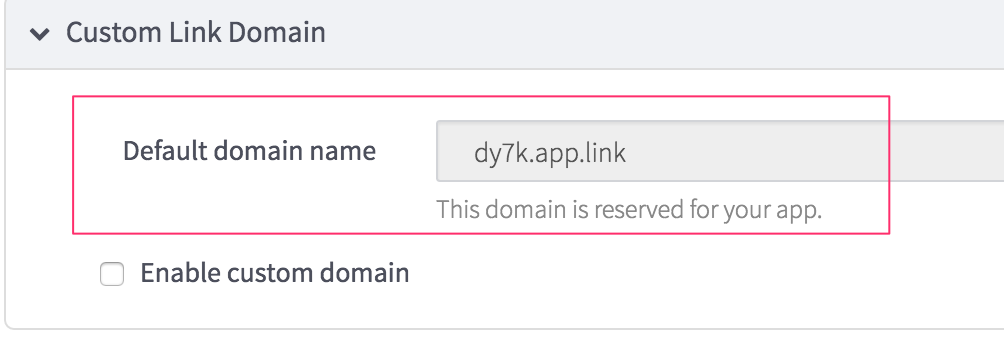 Custom Link Domain
Default domain name
dy7k.app.link
This domain is reserved for your app.
Enable custom domain